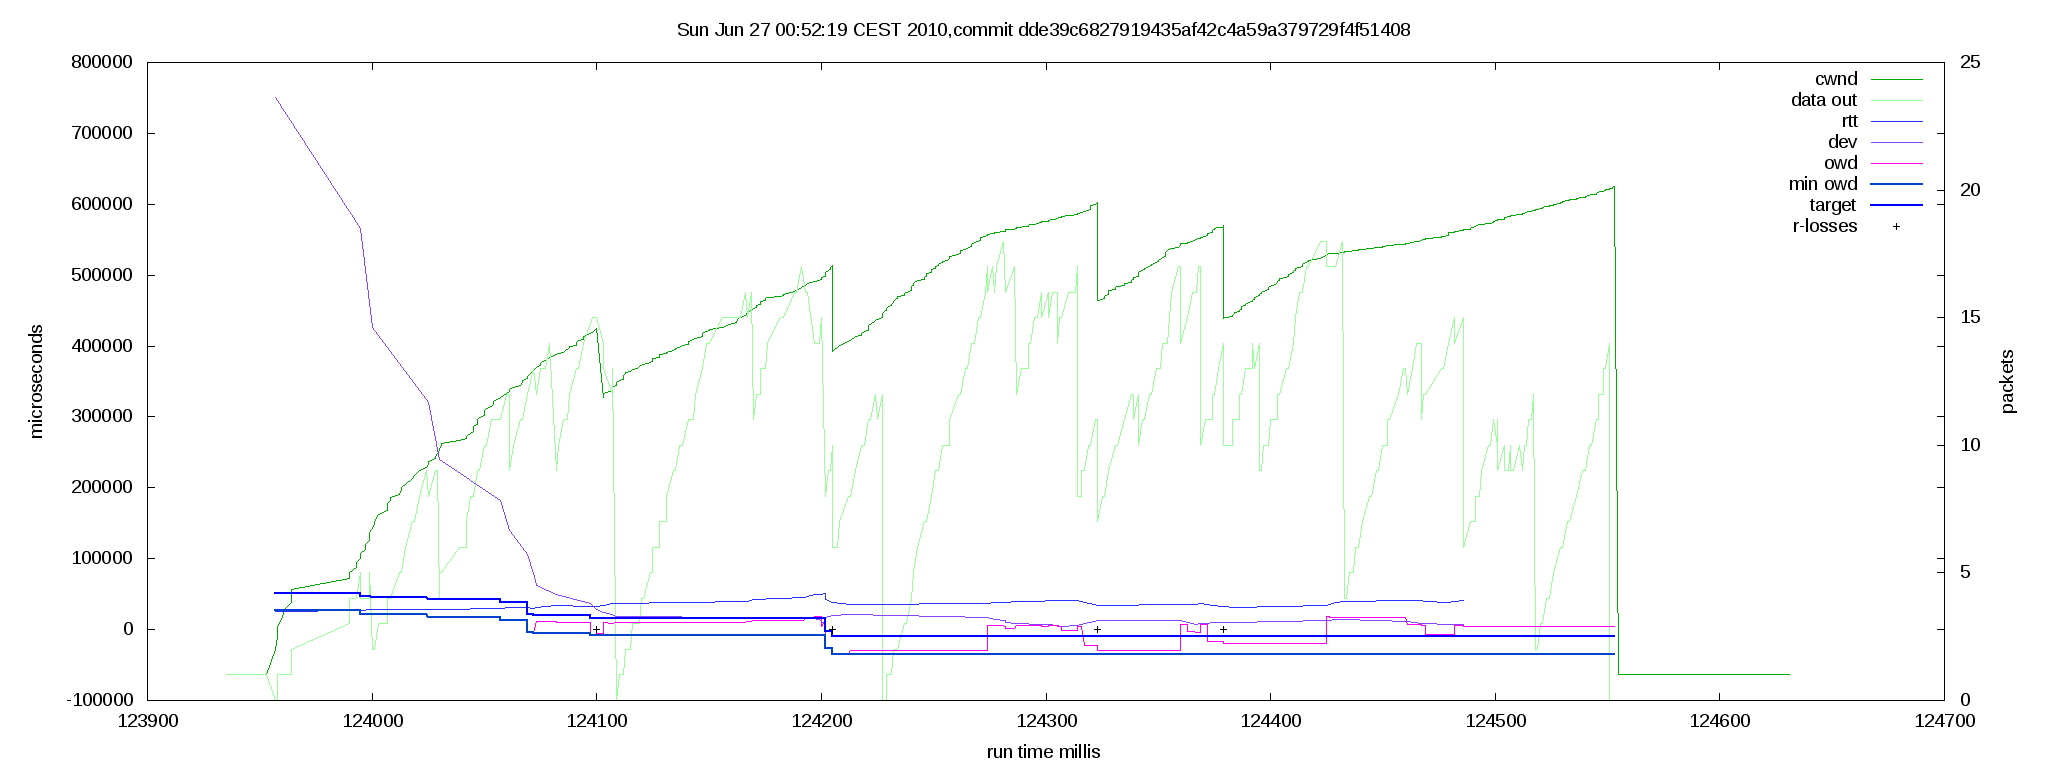 Sun Jun 27 00:52:19 CEST 2010,commit dde39c6827919435af42c4a59a379729f4f51408
800000
700000
600000
500000
400000
300000
200000
100000
0
-100000
microseconds
25
20
15
10
5
0
packets
cwnd
data out
rtt
dev
owd
min owd
target
r-losses
123900 124000 124100 124200 124300 124400 124500 124600 124700
run time millis